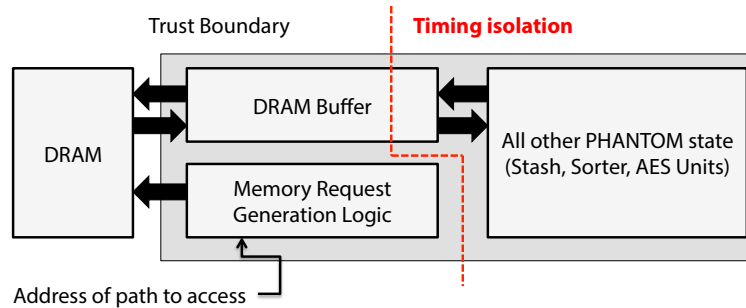 Trust Boundary
Timing isolation
DRAM
DRAM Buffer
All other PHANTOM state
(Stash, Sorter, AES Units)
Memory Request
Generation Logic
Address of path to access